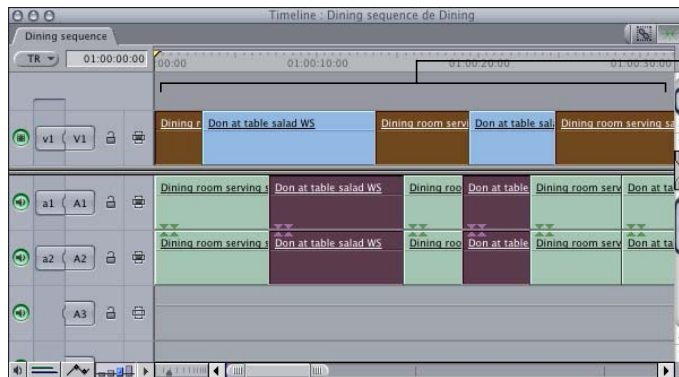 Timeline : Dining sequence de Dining
Dining sequence
TR 01:00:00:00 00:00 01:00:10:00 01:00:20:00 01:00:30:00
v1 V1 Dining r Don at table salad WS Dining room servi Don at table sala Dining room serving sa
a1 A1 Dining room serving s Don at table salad WS Dining roo Don at table Dining room serv Don at ta
a2 A2 Dining room serving s Don at table salad WS Dining roo Don at table Dining room serv Don at ta
A3